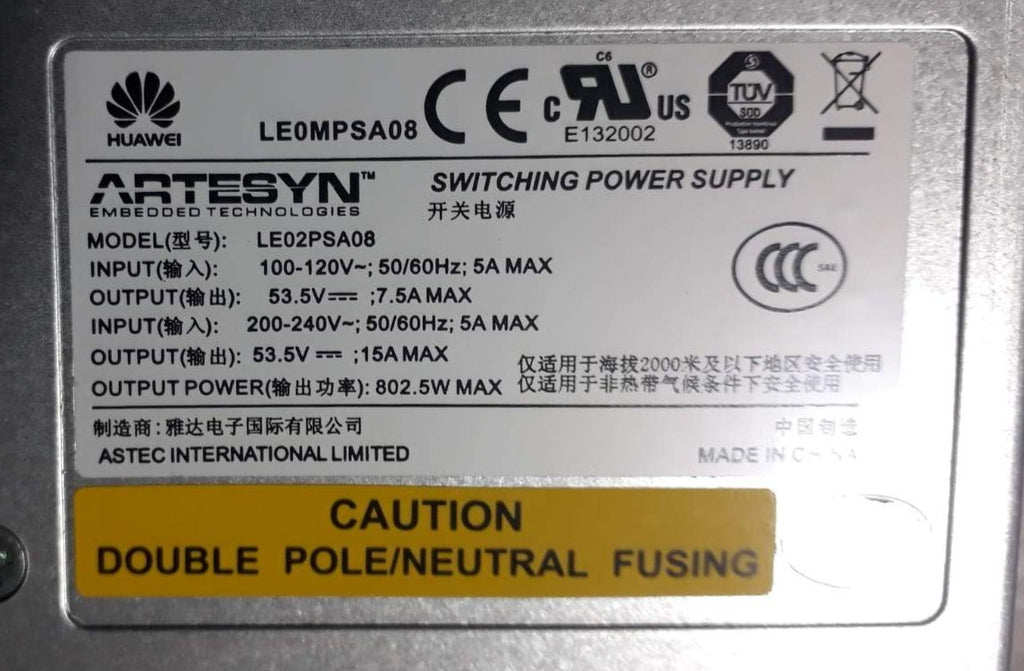 HUAWEI
LE0MPSA08
CE
C6
c RU® US
E132002
TÜV
13890
ARTESYN™
EMBEDDED TECHNOLOGIES
SWITCHING POWER SUPPLY
开关电源
MODEL(型号): LE02PSA08
INPUT(输入): 100-120V~; 50/60Hz; 5A MAX
OUTPUT(输出): 53.5V⎓ ;7.5A MAX
INPUT(输入): 200-240V~; 50/60Hz; 5A MAX
OUTPUT(输出): 53.5V ⎓ ;15A MAX
OUTPUT POWER(输出功率): 802.5W MAX
CCC S&E
仅适用于海拔2000米及以下地区安全使用
仅适用于非热带气候条件下安全使用
制造商:雅达电子国际有限公司
ASTEC INTERNATIONAL LIMITED
中国制造
MADE IN CHINA
CAUTION
DOUBLE POLE/NEUTRAL FUSING